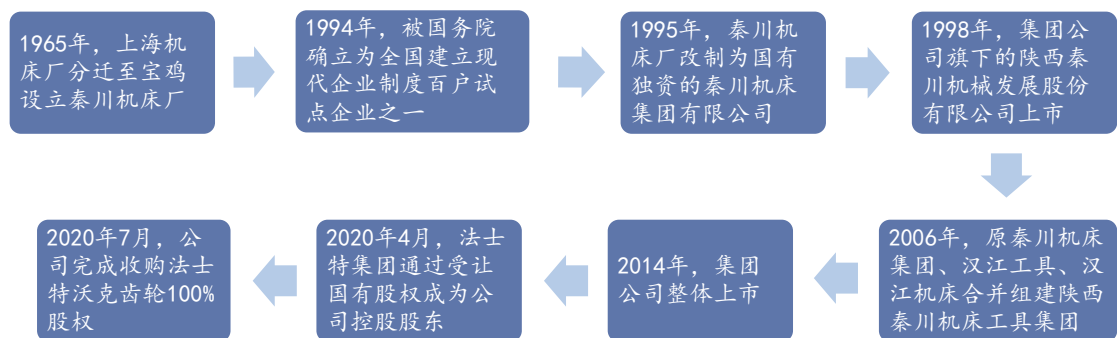 1965年，上海机
床厂分迁至宝鸡
设立秦川机床厂
1994年，被国务院
确立为全国建立现
代企业制度百户试
点企业之一
1995年，秦川机
床厂改制为国有
独资的秦川机床
集团有限公司
1998年，集团公
司旗下的陕西秦
川机械发展股份
有限公司上市
2006年，原秦川机床
集团、汉江工具、汉
江机床合并组建陕西
秦川机床工具集团
2014年，集团
公司整体上市
2020年4月，法士
特集团通过受让
国有股权成为公
司控股股东
2020年7月，公
司完成收购法士
特沃克齿轮100%
股权